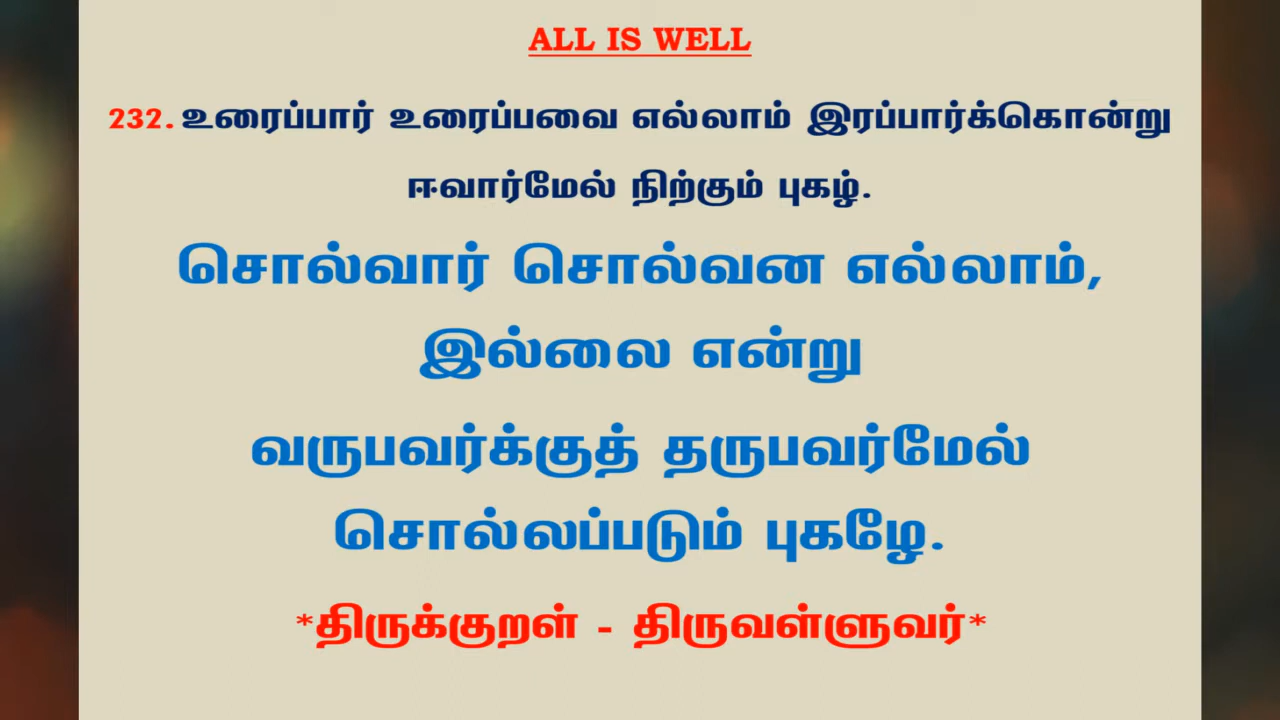 ALL IS WELL
232. உரைப்பார் உரைப்பவை எல்லாம் இரப்பார்க்கொன்று
ஈவார்மேல் நிற்கும் புகழ்.
சொல்வார் சொல்வன எல்லாம்,
இல்லை என்று
வருபவர்க்குத் தருபவர்மேல்
சொல்லப்படும் புகழே.
*திருக்குறள் - திருவள்ளுவர்*